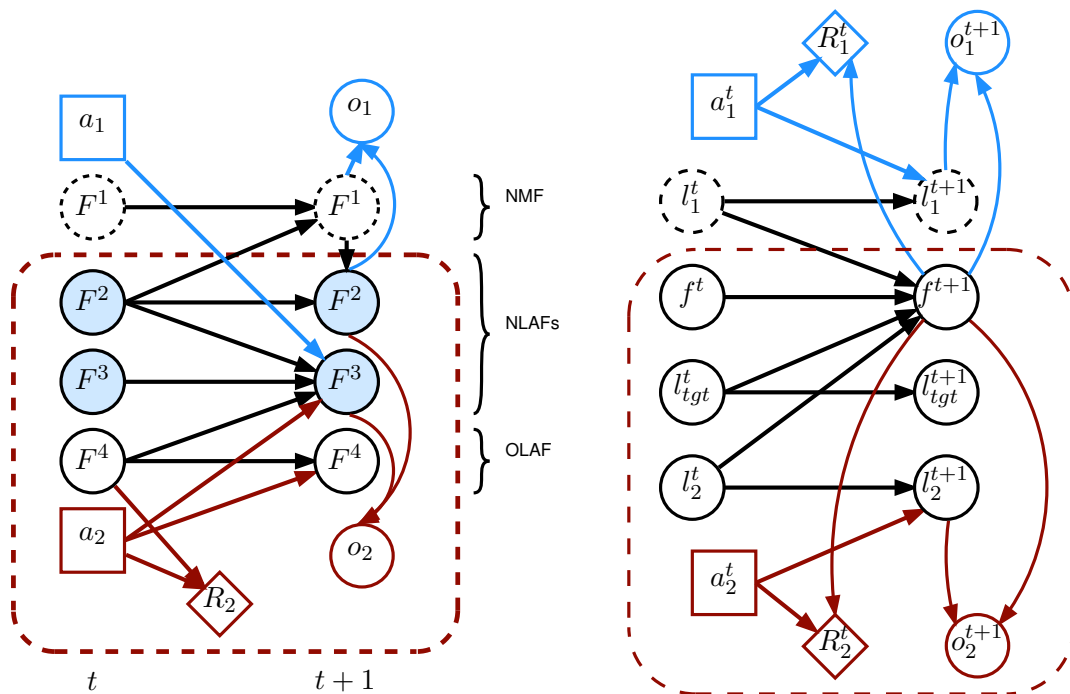 a_1
o_1
F^1
F^1
NMF
F^2
F^2
NLAFs
F^3
F^3
F^4
F^4
OLAF
a_2
o_2
R_2
t
t + 1
R_1^t
o_1^{t+1}
a_1^t
l_1^t
l_1^{t+1}
f^t
f^{t+1}
l_{tgt}^t
l_{tgt}^{t+1}
l_2^t
l_2^{t+1}
a_2^t
R_2^t
o_2^{t+1}